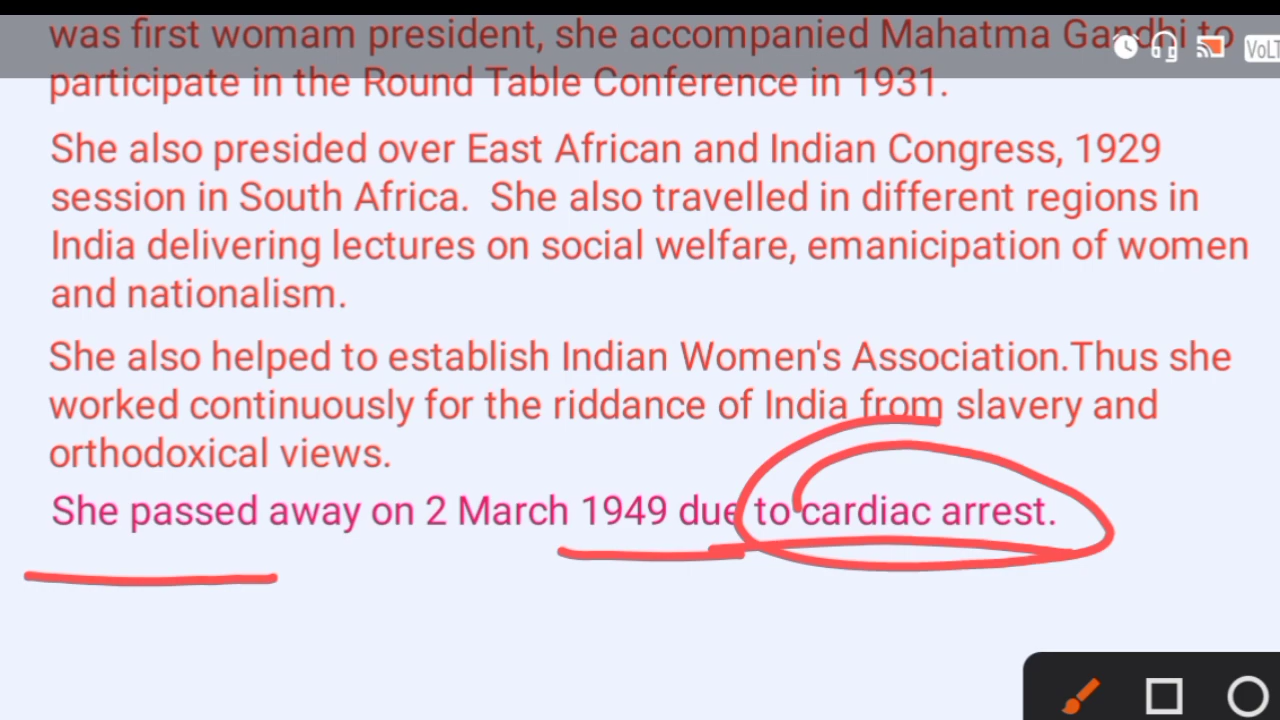 was first womam president, she accompanied Mahatma Gandhi to
VoLT
participate in the Round Table Conference in 1931.
She also presided over East African and Indian Congress, 1929
session in South Africa.  She also travelled in different regions in
India delivering lectures on social welfare, emanicipation of women
and nationalism.
She also helped to establish Indian Women's Association.Thus she
worked continuously for the riddance of India from slavery and
orthodoxical views.
She passed away on 2 March 1949 due to cardiac arrest.